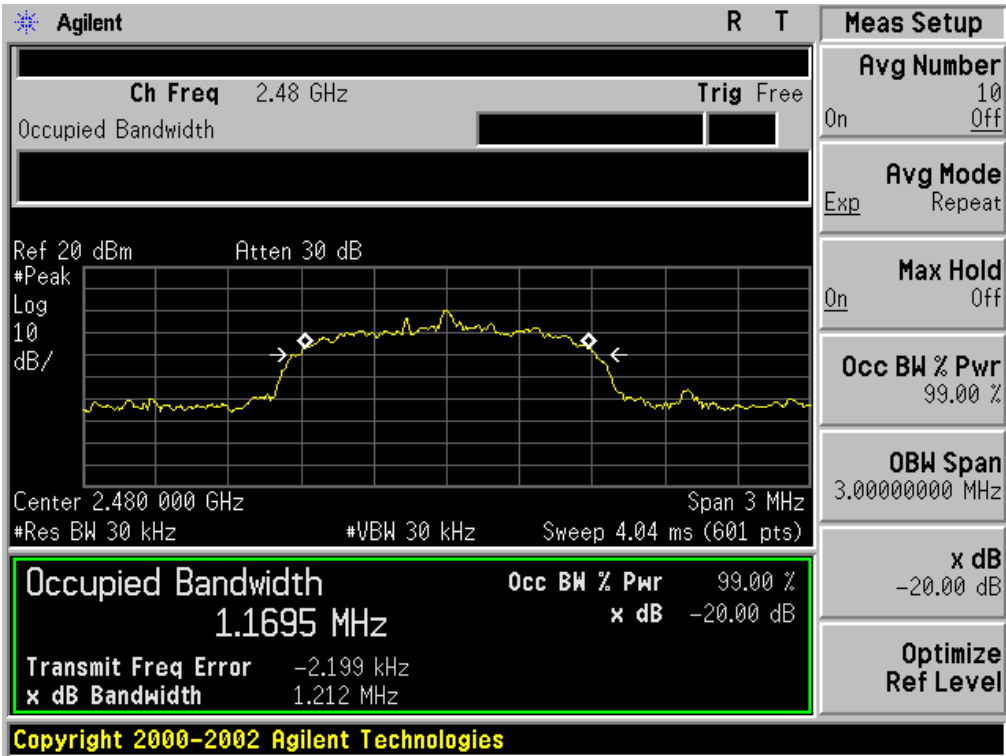 Agilent R T
Ch Freq 2.48 GHz Trig Free
Occupied Bandwidth
Ref 20 dBm Atten 30 dB
#Peak
Log
10
dB/
Center 2.480 000 GHz Span 3 MHz
#Res BW 30 kHz #VBW 30 kHz Sweep 4.04 ms (601 pts)
Occupied Bandwidth Occ BW % Pwr 99.00 %
1.1695 MHz x dB -20.00 dB
Transmit Freq Error -2.199 kHz
x dB Bandwidth 1.212 MHz
Copyright 2000-2002 Agilent Technologies
Meas Setup
Avg Number
10
On Off
Avg Mode
Exp Repeat
Max Hold
On Off
Occ BW % Pwr
99.00 %
OBW Span
3.00000000 MHz
x dB
-20.00 dB
Optimize
Ref Level